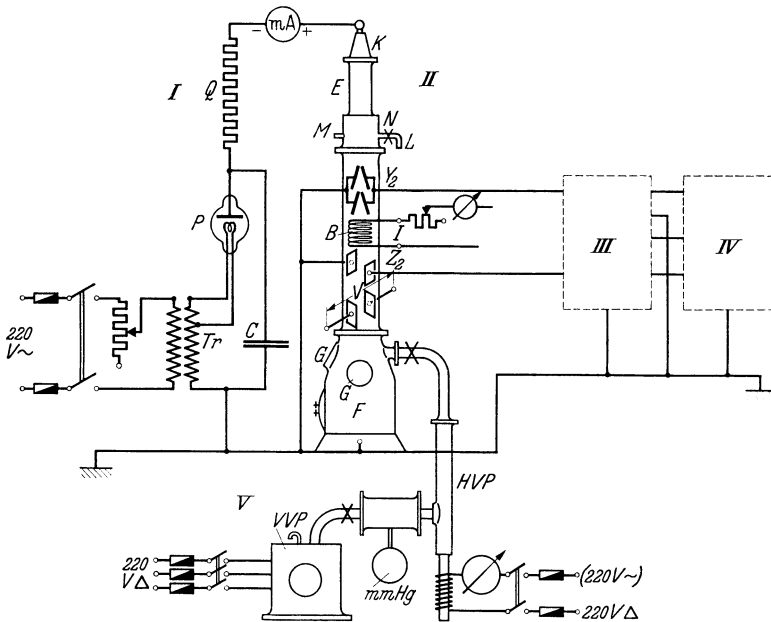 - mA +
K
I
Q
E
II
M
N
L
P
Y2
B
I
III
IV
Z2
V
220
V~
Tr
C
G
G
F
HVP
V
VVP
220
VΔ
mmHg
(220V~)
220VΔ